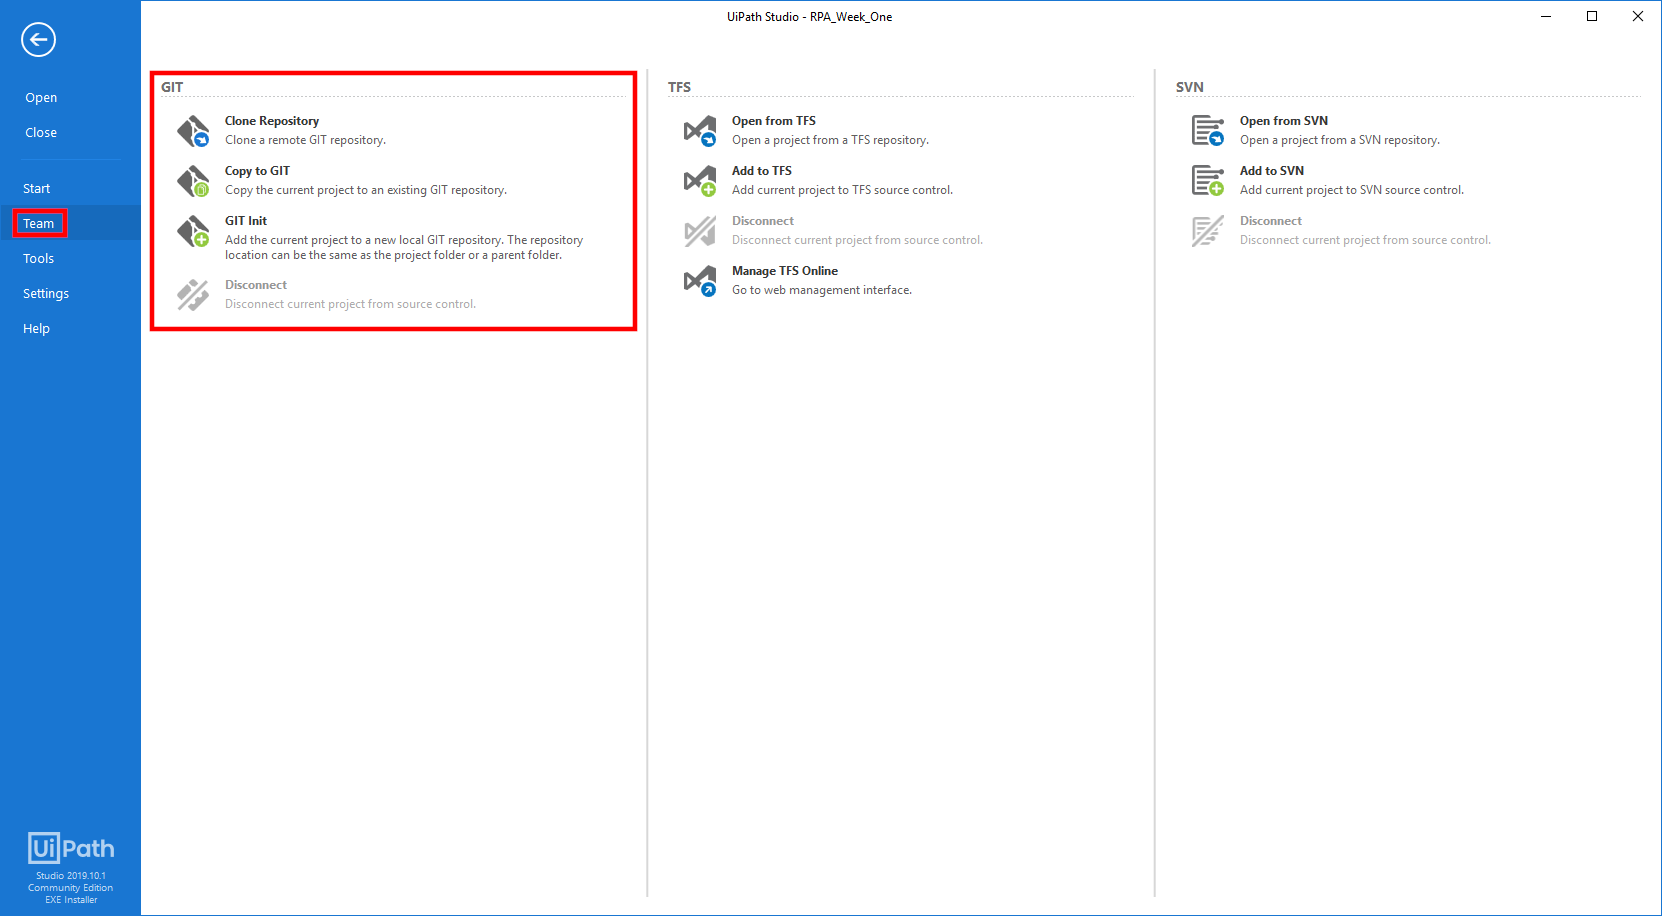 UiPath Studio - RPA_Week_One
Open
Close
Start
Team
Tools
Settings
Help
UiPath
Studio 2019.10.1
Community Edition
EXE Installer
GIT
Clone Repository
Clone a remote GIT repository.
Copy to GIT
Copy the current project to an existing GIT repository.
GIT Init
Add the current project to a new local GIT repository. The repository
location can be the same as the project folder or a parent folder.
Disconnect
Disconnect current project from source control.
TFS
Open from TFS
Open a project from a TFS repository.
Add to TFS
Add current project to TFS source control.
Disconnect
Disconnect current project from source control.
Manage TFS Online
Go to web management interface.
SVN
Open from SVN
Open a project from a SVN repository.
Add to SVN
Add current project to SVN source control.
Disconnect
Disconnect current project from source control.